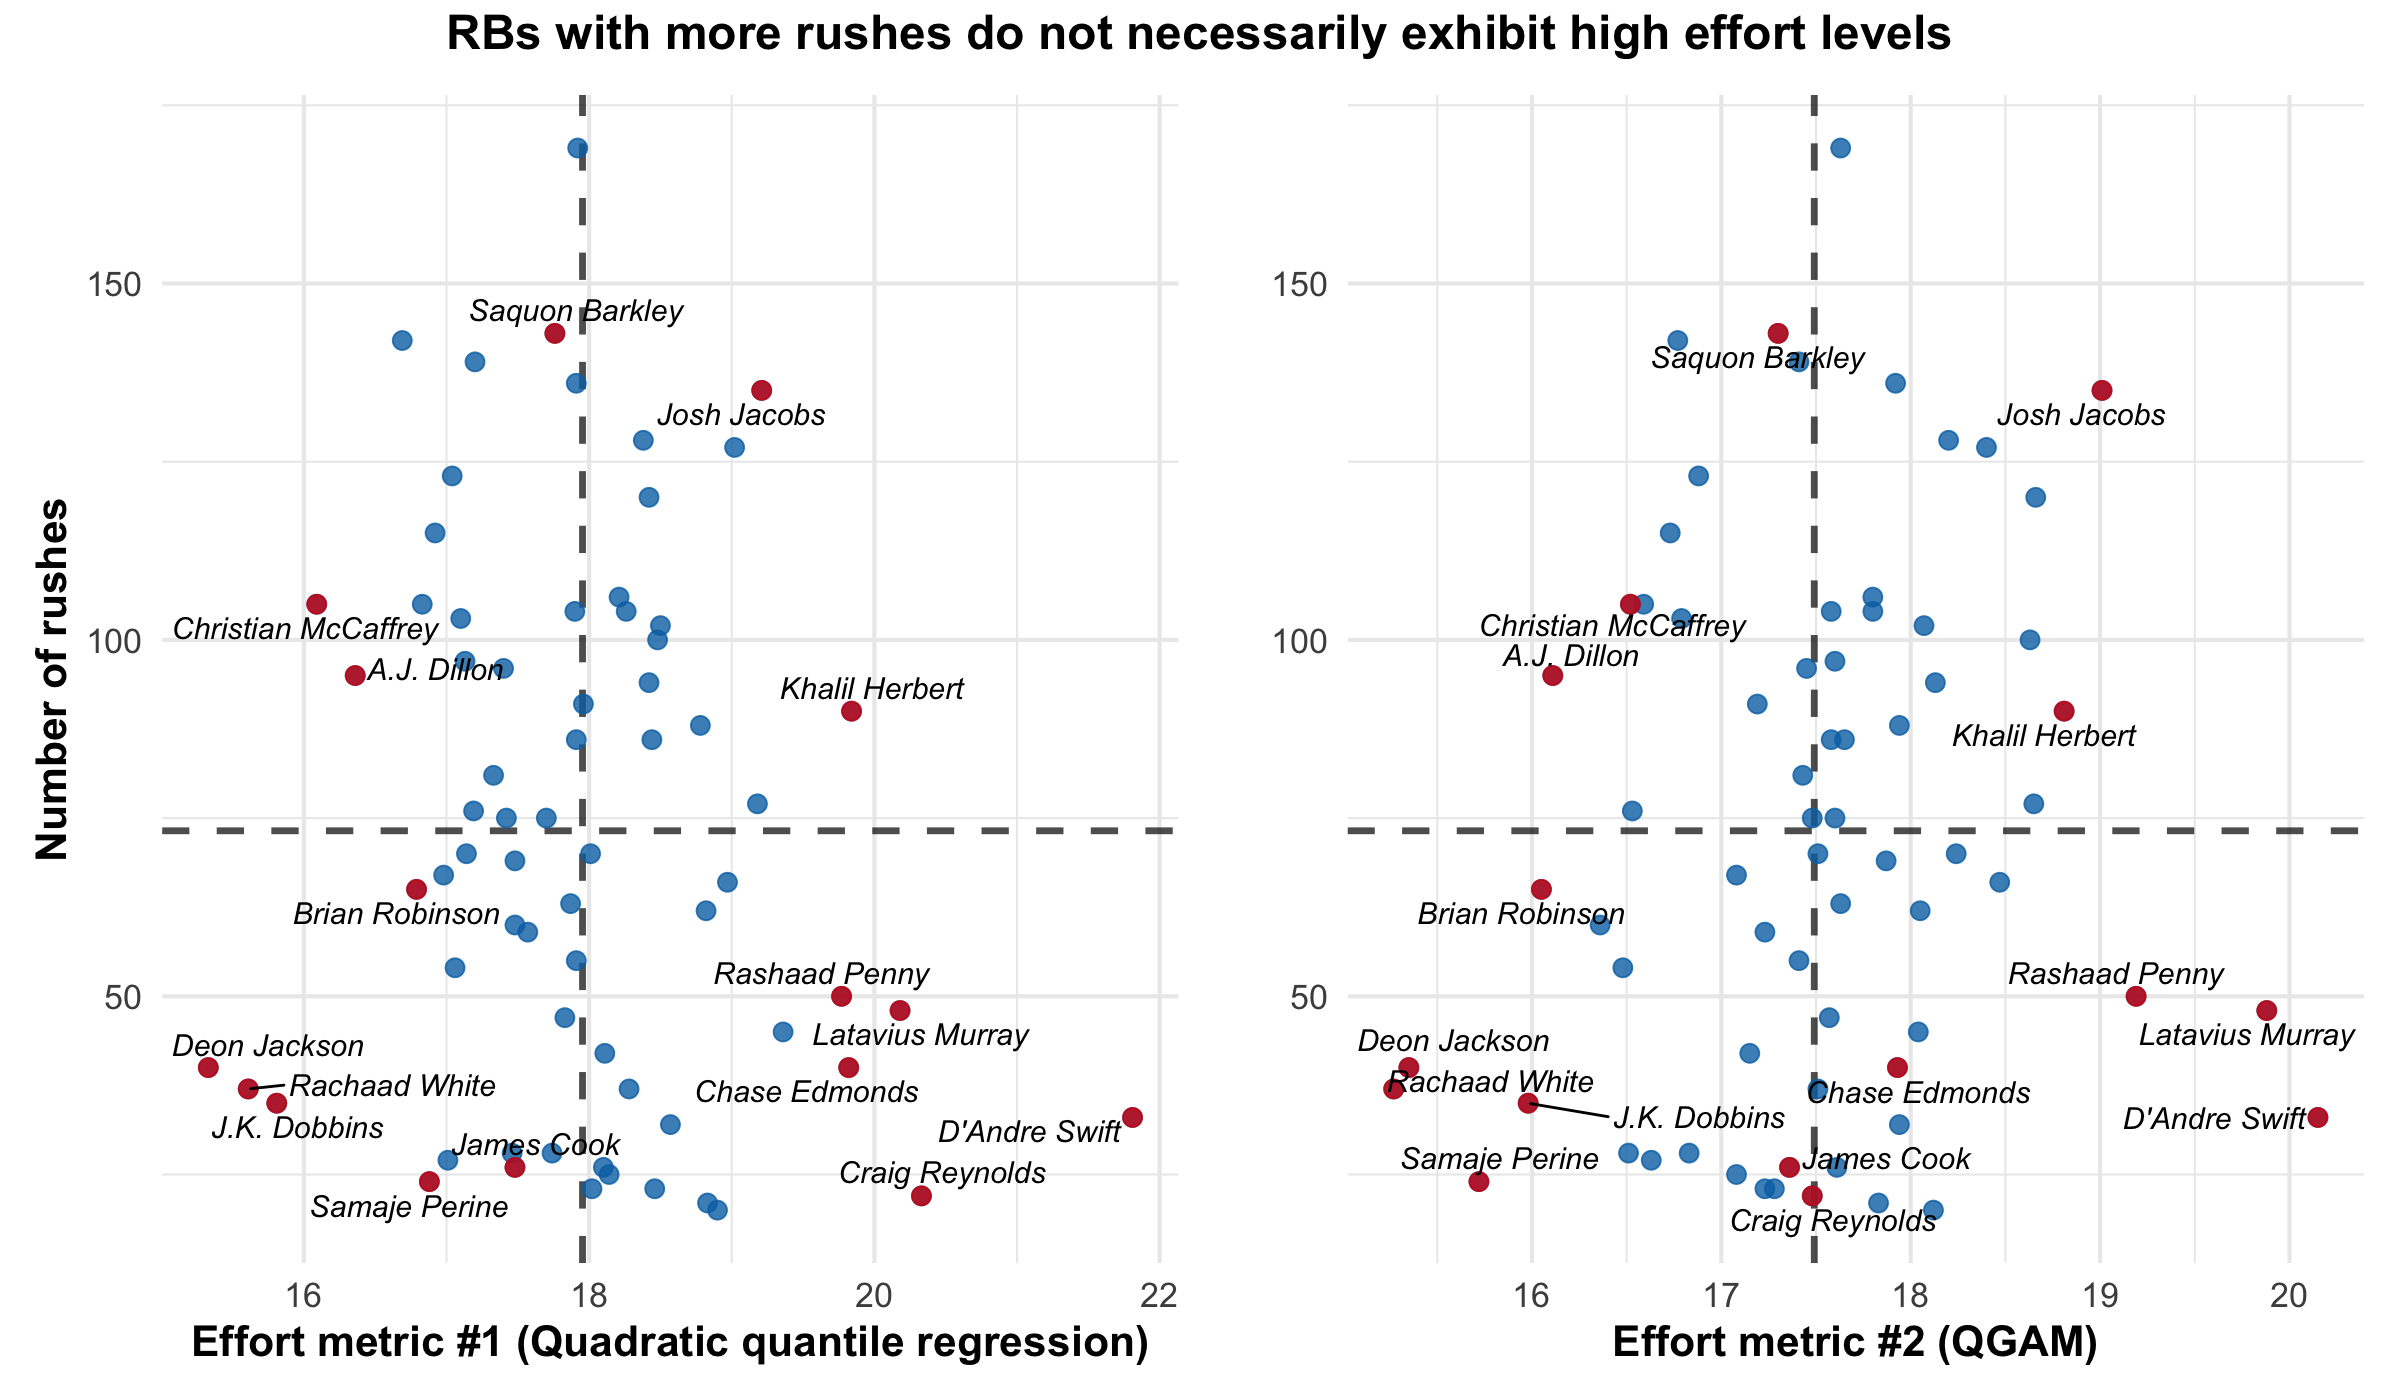 RBs with more rushes do not necessarily exhibit high effort levels
Number of rushes
150
100
50
Saquon Barkley
Josh Jacobs
Christian McCaffrey
A.J. Dillon
Khalil Herbert
Brian Robinson
Rashaad Penny
Latavius Murray
Deon Jackson
Rachaad White
Chase Edmonds
J.K. Dobbins
D'Andre Swift
James Cook
Craig Reynolds
Samaje Perine
16 18 20 22
Effort metric #1 (Quadratic quantile regression)
150
100
50
Saquon Barkley
Josh Jacobs
Christian McCaffrey
A.J. Dillon
Khalil Herbert
Brian Robinson
Rashaad Penny
Latavius Murray
Deon Jackson
Rachaad White
Chase Edmonds
J.K. Dobbins
D'Andre Swift
Samaje Perine
James Cook
Craig Reynolds
16 17 18 19 20
Effort metric #2 (QGAM)